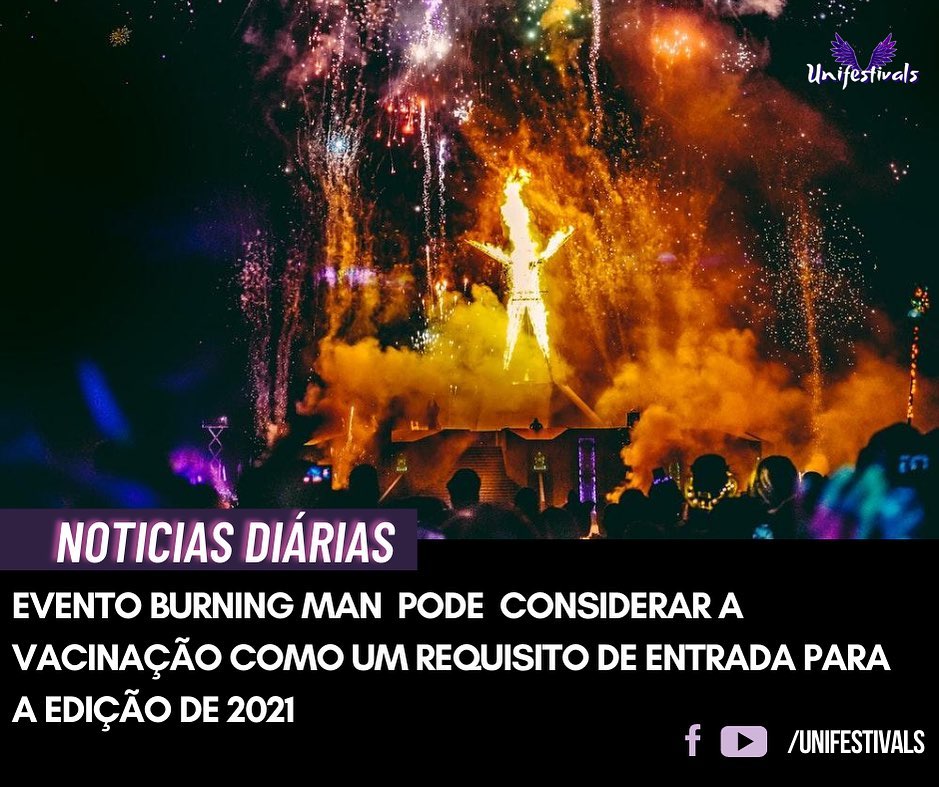 Unifestivals
NOTICIAS DIÁRIAS
EVENTO BURNING MAN PODE CONSIDERAR A
VACINAÇÃO COMO UM REQUISITO DE ENTRADA PARA
A EDIÇÃO DE 2021
f /UNIFESTIVALS